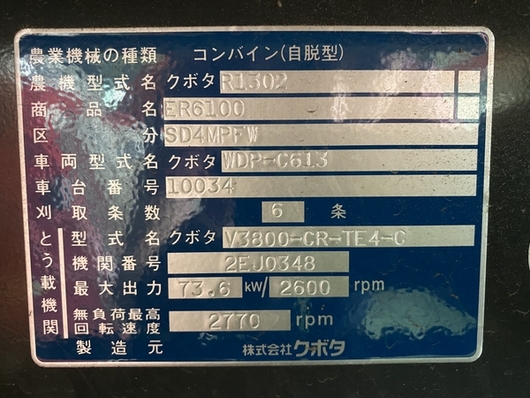 農業機械の種類 コンバイン(自脱型)
農機型式名 クボタ R1302
商品名 ER6100
区分 SD4MPFW
車両型式名 クボタ WDP-C613
車台番号 10034
刈取条数 6 条
とう載機関
型式名 クボタ V3800-CR-TE4-C
機関番号 2EJ0348
最大出力 73.6 kW/ 2600 rpm
無負荷最高回転速度 2770 rpm
製造元 株式会社クボタ